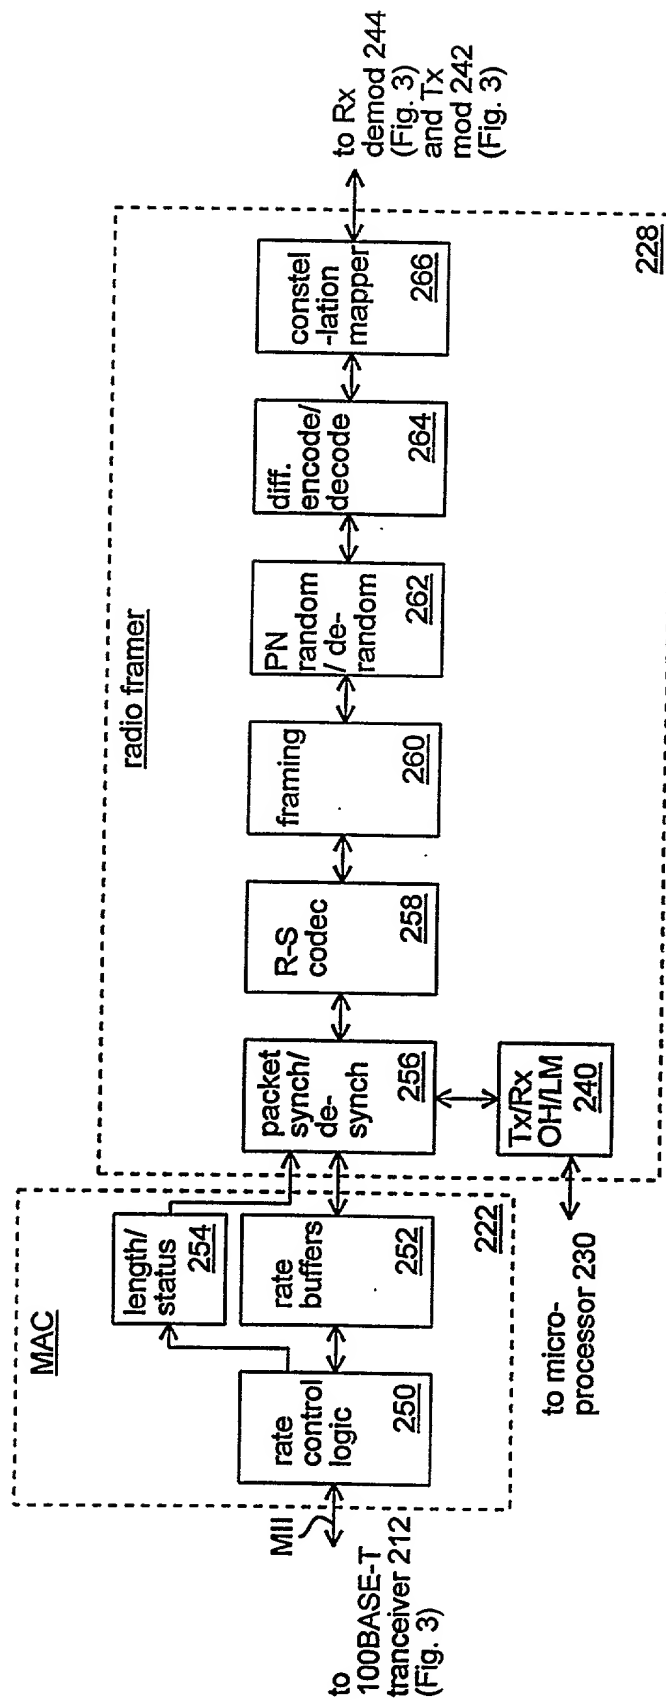 to
100BASE-T
tranceiver 212
(Fig. 3)
MII
MAC
rate
control
logic
250
length/
status
254
rate
buffers
252
222
radio framer
packet
synch/
de-
synch
256
Tx/Rx
OH/LM
240
to micro-
processor 230
R-S
codec
258
framing
260
PN
random
/ de-
random
262
diff.
encode/
decode
264
constel
-lation
mapper
266
228
to Rx
demod 244
(Fig. 3)
and Tx
mod 242
(Fig. 3)